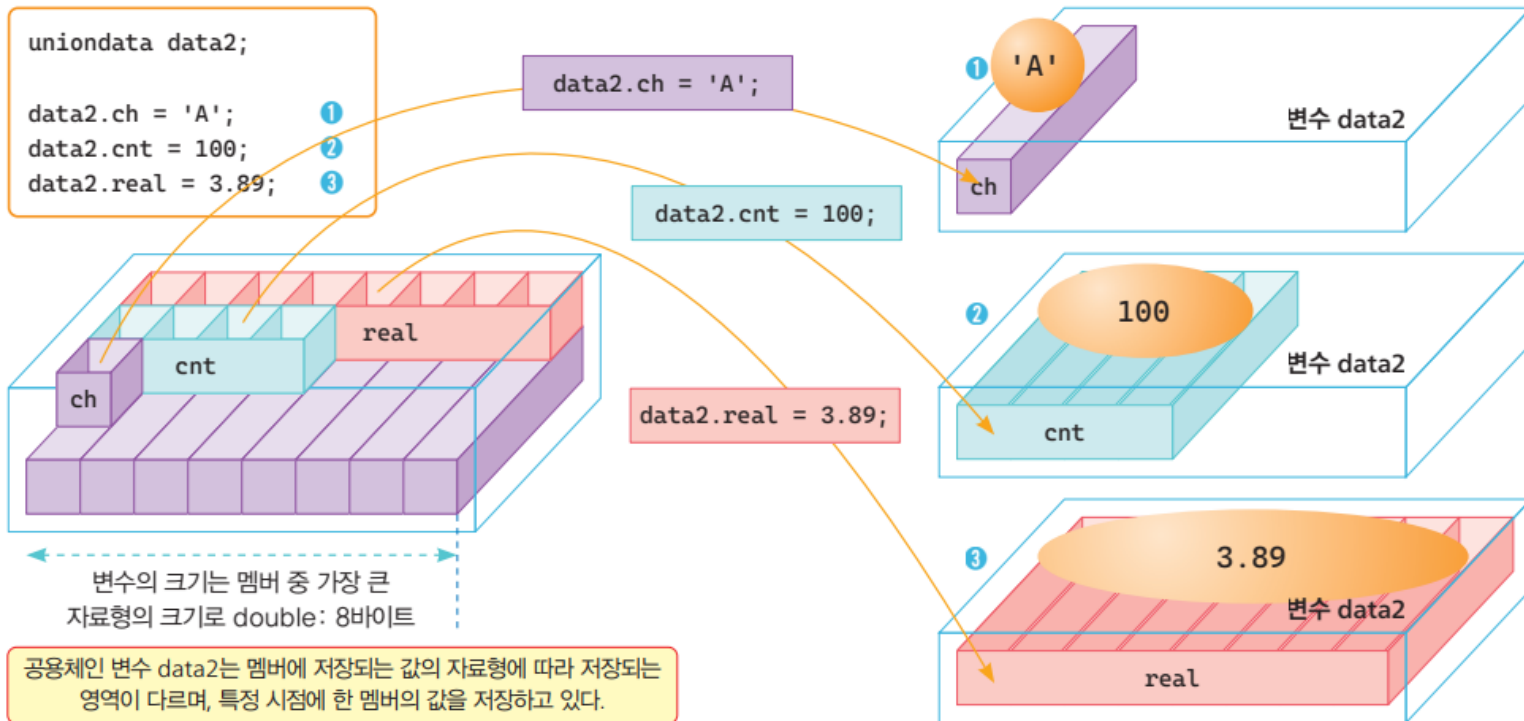 uniondata data2;
data2.ch = 'A'; ❶
data2.cnt = 100; ❷
data2.real = 3.89; ❸
data2.ch = 'A';
data2.cnt = 100;
data2.real = 3.89;
real
cnt
ch
변수의 크기는 멤버 중 가장 큰
자료형의 크기로 double: 8바이트
공용체인 변수 data2는 멤버에 저장되는 값의 자료형에 따라 저장되는
영역이 다르며, 특정 시점에 한 멤버의 값을 저장하고 있다.
❶ 'A'
변수 data2
ch
❷ 100
변수 data2
cnt
❸ 3.89
변수 data2
real